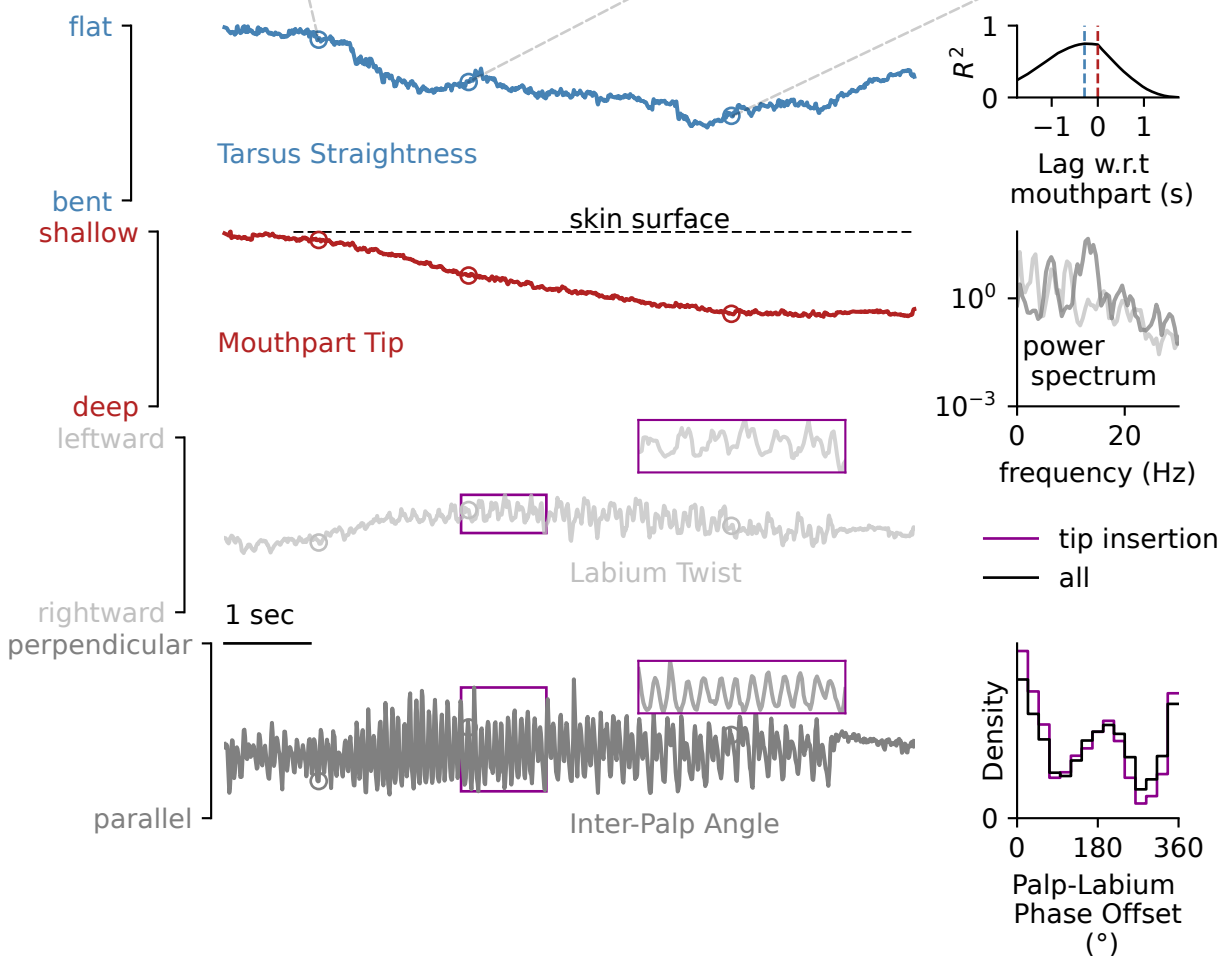 flat
Tarsus Straightness
bent
shallow
skin surface
Mouthpart Tip
deep
leftward
Labium Twist
rightward
1 sec
perpendicular
parallel
Inter-Palp Angle
1
R²
0
−1 0 1
Lag w.r.t
mouthpart (s)
10⁰
power
spectrum
10⁻³
0 20
frequency (Hz)
tip insertion
all
Density
0
0 180 360
Palp-Labium
Phase Offset
(°)